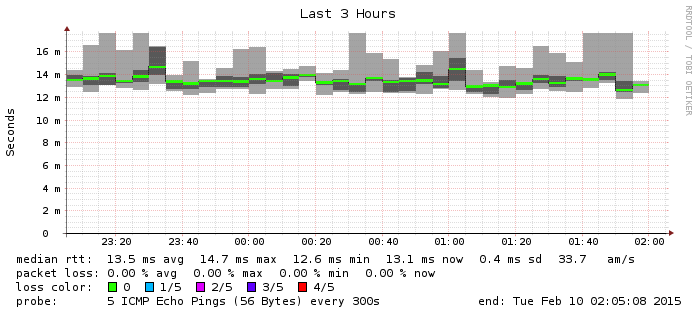 Last 3 Hours
RRDTOOL / TOBI OETIKER
Seconds
16 m
14 m
12 m
10 m
8 m
6 m
4 m
2 m
0
23:20 23:40 00:00 00:20 00:40 01:00 01:20 01:40 02:00
median rtt: 13.5 ms avg 14.7 ms max 12.6 ms min 13.1 ms now 0.4 ms sd 33.7 am/s
packet loss: 0.00 % avg 0.00 % max 0.00 % min 0.00 % now
loss color: 0 1/5 2/5 3/5 4/5
probe: 5 ICMP Echo Pings (56 Bytes) every 300s end: Tue Feb 10 02:05:08 2015